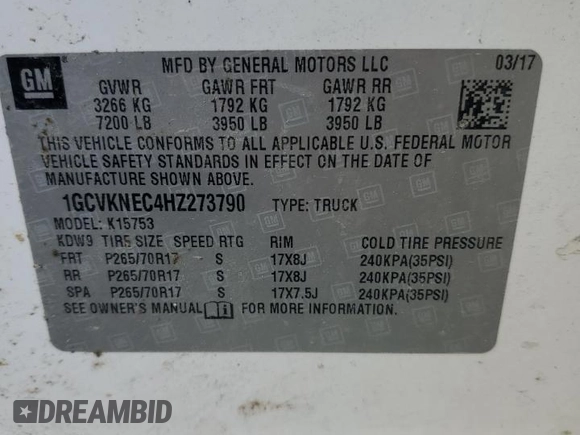 GM
MFD BY GENERAL MOTORS LLC 03/17
GVWR GAWR FRT GAWR RR
3266 KG 1792 KG 1792 KG
7200 LB 3950 LB 3950 LB
THIS VEHICLE CONFORMS TO ALL APPLICABLE U.S. FEDERAL MOTOR
VEHICLE SAFETY STANDARDS IN EFFECT ON THE DATE OF
MANUFACTURE SHOWN ABOVE.
1GCVKNEC4HZ273790 TYPE: TRUCK
MODEL: K15753
KDW9 TIRE SIZE SPEED RTG RIM COLD TIRE PRESSURE
FRT P265/70R17 S 17X8J 240KPA(35PSI)
RR P265/70R17 S 17X8J 240KPA(35PSI)
SPA P265/70R17 S 17X7.5J 240KPA(35PSI)
SEE OWNER'S MANUAL FOR MORE INFORMATION.
DREAMBID